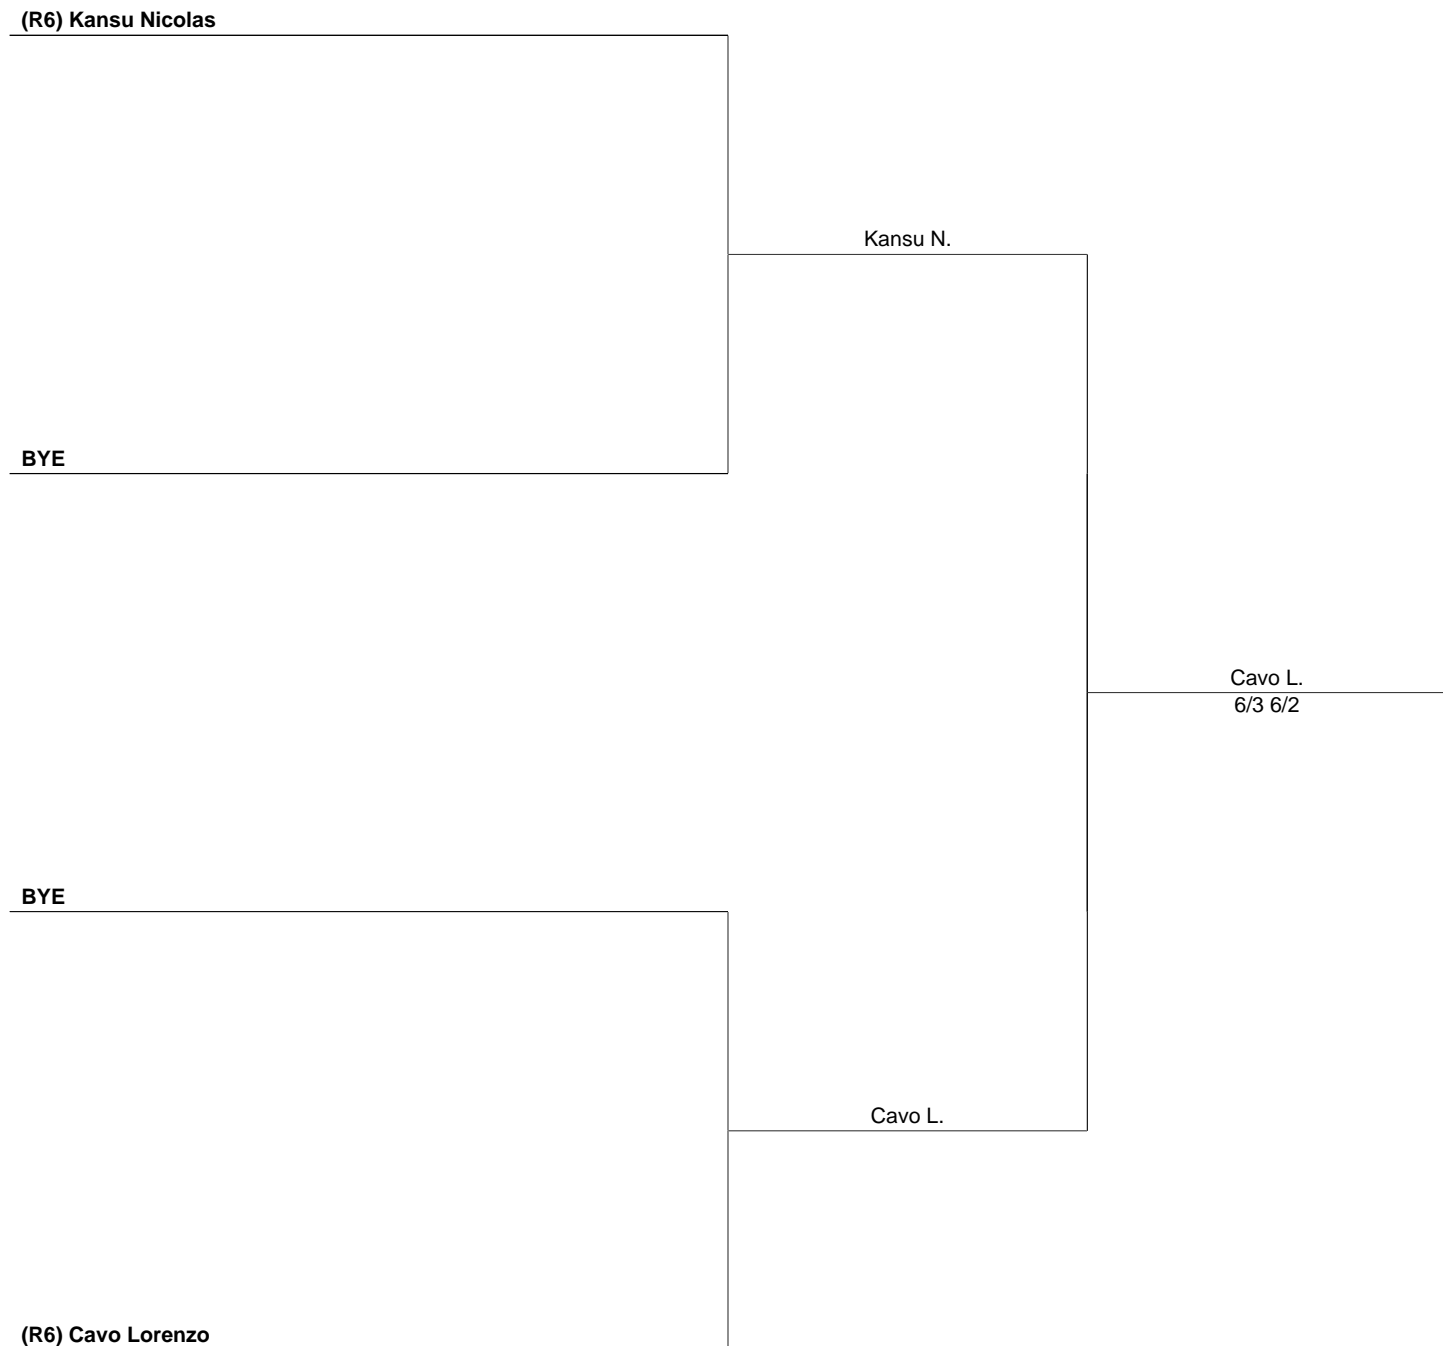 (R6) Kansu Nicolas
Kansu N.
BYE
Cavo L.
6/3 6/2
BYE
Cavo L.
(R6) Cavo Lorenzo